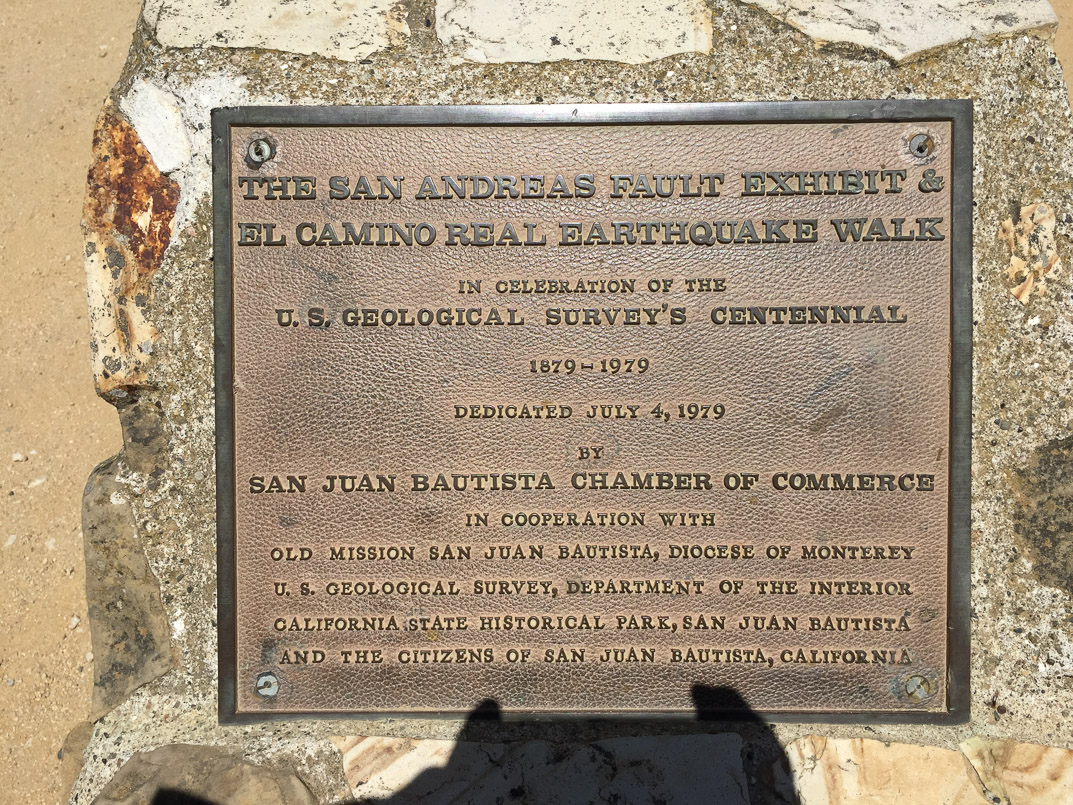 THE SAN ANDREAS FAULT EXHIBIT &
EL CAMINO REAL EARTHQUAKE WALK
IN CELEBRATION OF THE
U. S. GEOLOGICAL SURVEY'S CENTENNIAL
1879 - 1979
DEDICATED JULY 4, 1979
BY
SAN JUAN BAUTISTA CHAMBER OF COMMERCE
IN COOPERATION WITH
OLD MISSION SAN JUAN BAUTISTA, DIOCESE OF MONTEREY
U. S. GEOLOGICAL SURVEY, DEPARTMENT OF THE INTERIOR
CALIFORNIA STATE HISTORICAL PARK, SAN JUAN BAUTISTA
AND THE CITIZENS OF SAN JUAN BAUTISTA, CALIFORNIA